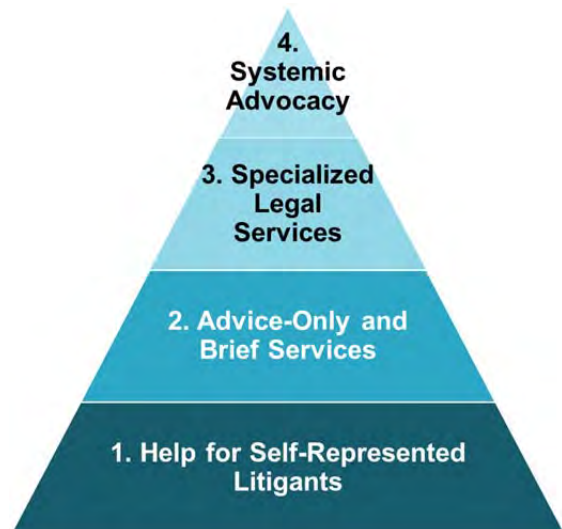 4.
Systemic
Advocacy
3. Specialized
Legal
Services
2. Advice-Only and
Brief Services
1. Help for Self-Represented
Litigants